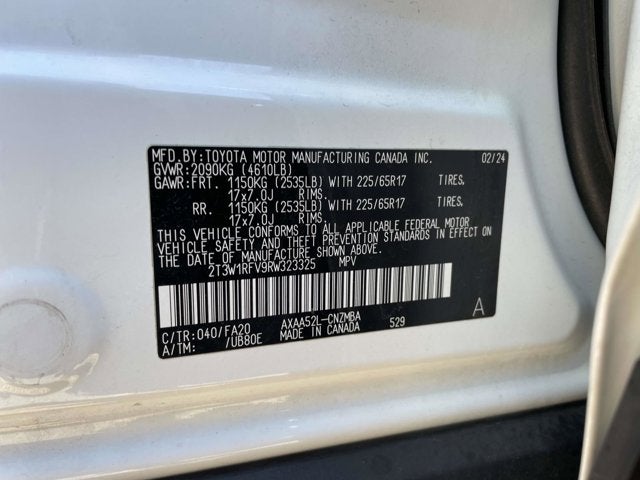 MFD.BY:TOYOTA MOTOR MANUFACTURING CANADA INC. 02/24
GVWR:2090KG (4610LB)
GAWR:FRT. 1150KG (2535LB) WITH 225/65R17 TIRES.
17x7.0J RIMS.
RR. 1150KG (2535LB) WITH 225/65R17 TIRES.
17x7.0J RIMS.
THIS VEHICLE CONFORMS TO ALL APPLICABLE FEDERAL MOTOR
VEHICLE SAFETY AND THEFT PREVENTION STANDARDS IN EFFECT ON
THE DATE OF MANUFACTURE SHOWN ABOVE.
2T3W1RFV9RW323325 MPV
A
C/TR:040/FA20 AXAA52L-CNZMBA 529
A/TM: /UB80E MADE IN CANADA